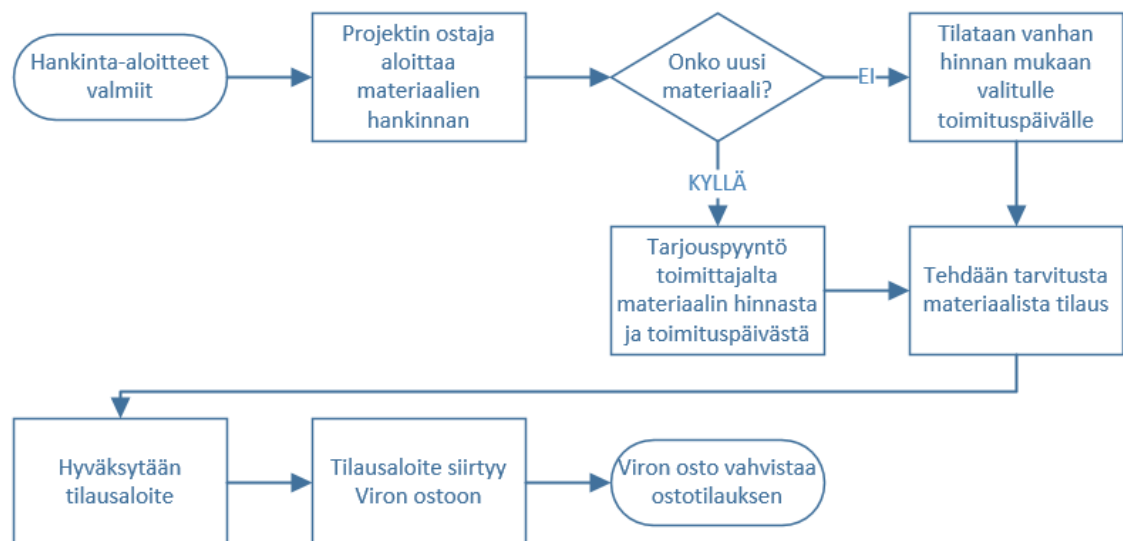 Hankinta-aloitteet
valmiit
Projektin ostaja
aloittaa
materiaalien
hankinnan
Onko uusi
materiaali?
EI
Tilataan vanhan
hinnan mukaan
valitulle
toimituspäivälle
KYLLÄ
Tarjouspyyntö
toimittajalta
materiaalin hinnasta
ja toimituspäivästä
Tehdään tarvitusta
materiaalista tilaus
Hyväksytään
tilausaloite
Tilausaloite siirtyy
Viron ostoon
Viron osto vahvistaa
ostotilauksen